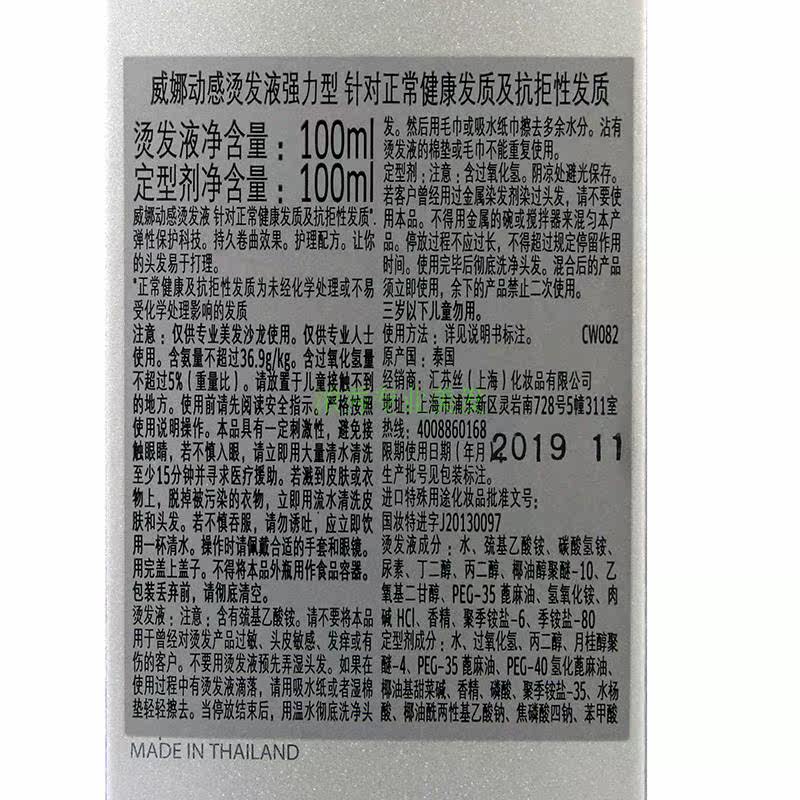 威娜动感烫发液强力型 针对正常健康发质及抗拒性发质
烫发液净含量：100ml
定型剂净含量：100ml
威娜动感烫发液 针对正常健康发质及抗拒性发质*.
弹性保护科技。持久卷曲效果。护理配方。让你
的头发易于打理。
*正常健康及抗拒性发质为未经化学处理或不易
受化学处理影响的发质
注意：仅供专业美发沙龙使用。仅供专业人士
使用。含氨量不超过36.9g/kg。含过氧化氢量
不超过5%（重量比）。请放置于儿童接触不到
的地方。使用前请先阅读安全指示。严格按照
使用说明操作。本品具有一定刺激性，避免接
触眼睛，若不慎入眼，请立即用大量清水清洗
至少15分钟并寻求医疗援助。若溅到皮肤或衣
物上，脱掉被污染的衣物，立即用流水清洗皮
肤和头发。若不慎吞服，请勿诱吐，应立即饮
用一杯清水。操作时请佩戴合适的手套和眼镜。
用完盖上盖子。不得将本品外瓶用作食品容器。
包装丢弃前，请彻底清空。
烫发液：注意：含有巯基乙酸铵。请不要将本品
用于曾经对烫发产品过敏、头皮敏感、发痒或有
伤的客户。不要用烫发液预先弄湿头发。如果在
使用过程中有烫发液滴落，请用吸水纸或者湿棉
垫轻轻擦去。当停放结束后，用温水彻底洗净头
发。然后用毛巾或吸水纸巾擦去多余水分。沾有
烫发液的棉垫或毛巾不能重复使用。
定型剂：注意：含过氧化氢。阴凉处避光保存。
若客户曾经用过金属染发剂染过头发，请不要使
用本品。不得用金属的碗或搅拌器来混匀本产
品。停放过程不应过长，不得超过规定停留作用
时间。使用完毕后彻底洗净头发。混合后的产品
须立即使用，余下的产品禁止二次使用。
三岁以下儿童勿用。
使用方法：详见说明书标注。 CW082
原产国：泰国
经销商：汇芬丝（上海）化妆品有限公司
地址：上海市浦东新区灵岩南728号5幢311室
热线：4008860168
限期使用日期（年月 2019 11
生产批号见包装标注。
进口特殊用途化妆品批准文号：
国妆特进字J20130097
烫发液成分：水、巯基乙酸铵、碳酸氢铵、
尿素、丁二醇、丙二醇、椰油醇聚醚-10、乙
氧基二甘醇、PEG-35 蓖麻油、氢氧化铵、肉
碱 HCl、香精、聚季铵盐-6、季铵盐-80
定型剂成分：水、过氧化氢、丙二醇、月桂醇聚
醚-4、PEG-35 蓖麻油、PEG-40 氢化蓖麻油、
椰油基甜菜碱、香精、磷酸、聚季铵盐-35、水杨
酸、椰油酰两性基乙酸钠、焦磷酸四钠、苯甲酸
MADE IN THAILAND